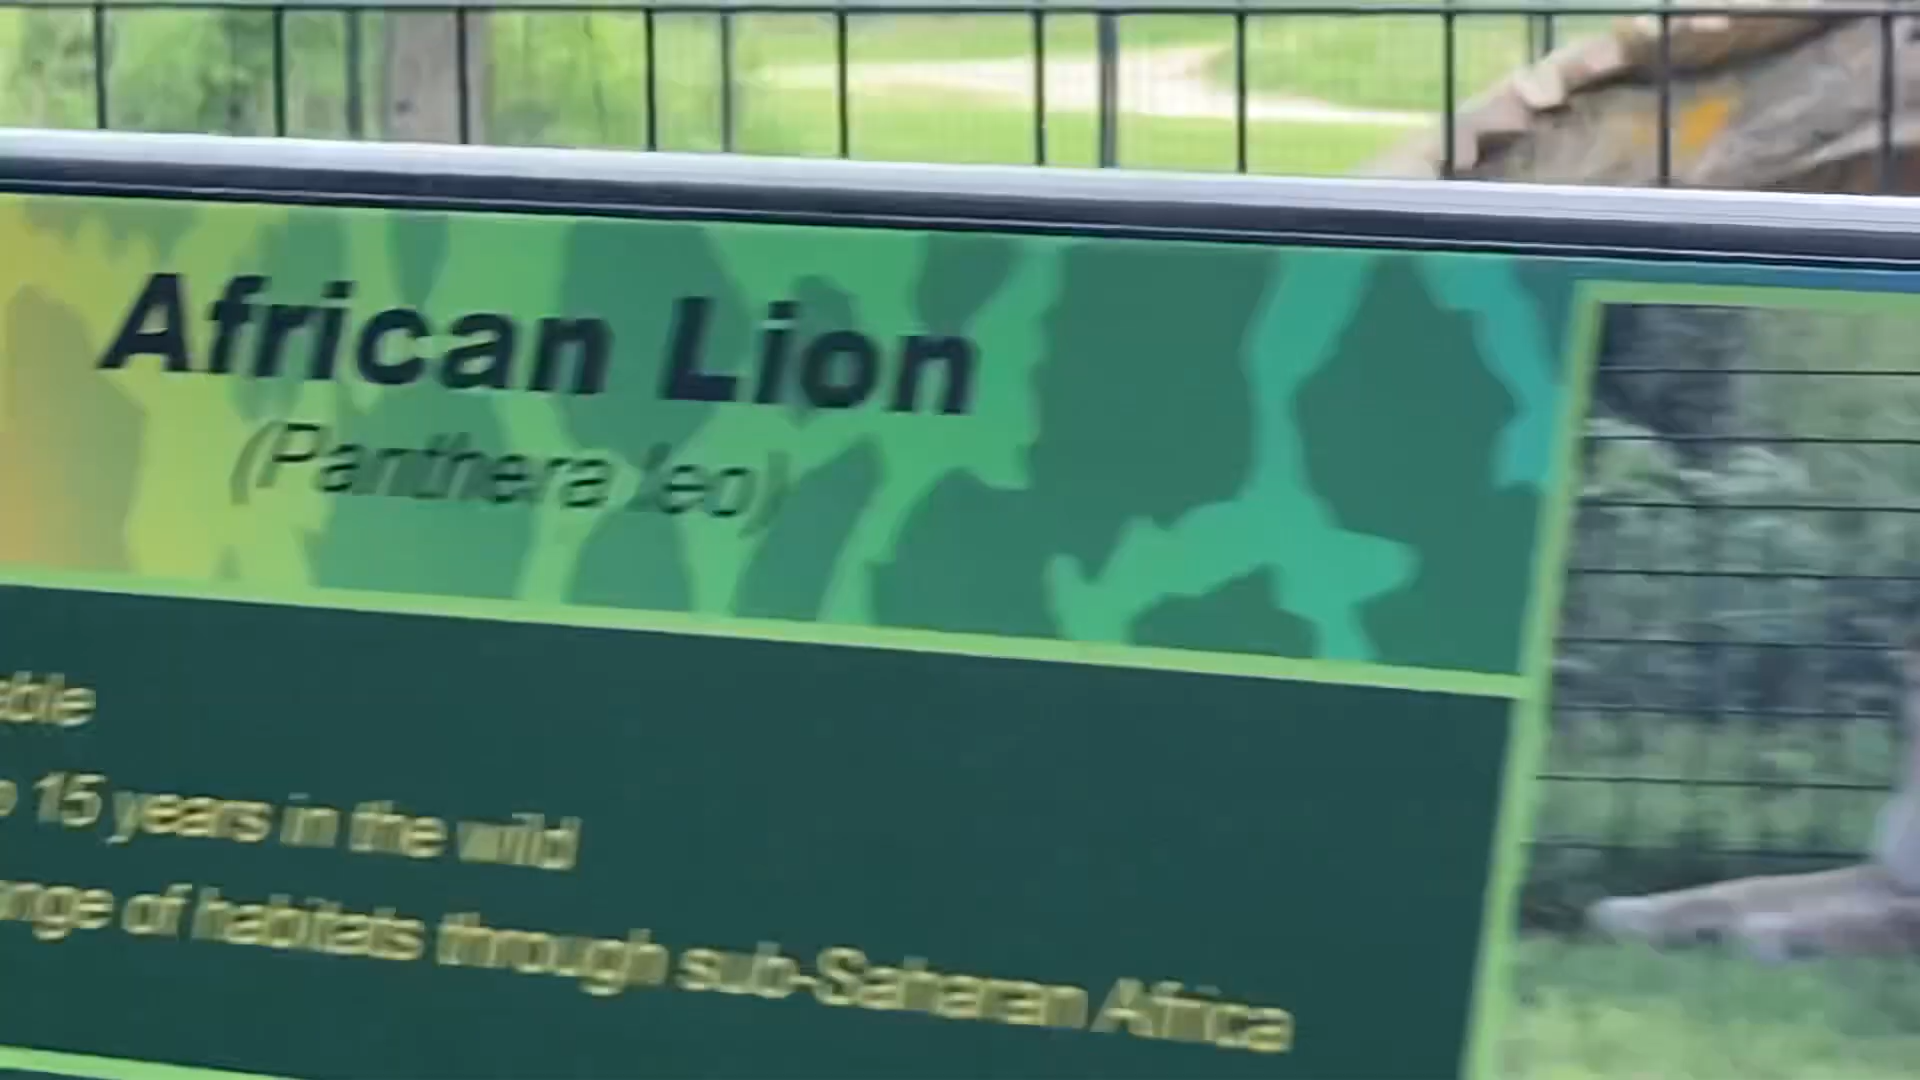 African Lion
(Panthera leo)
15 years in the wild
of habitats through sub-Saharan Africa